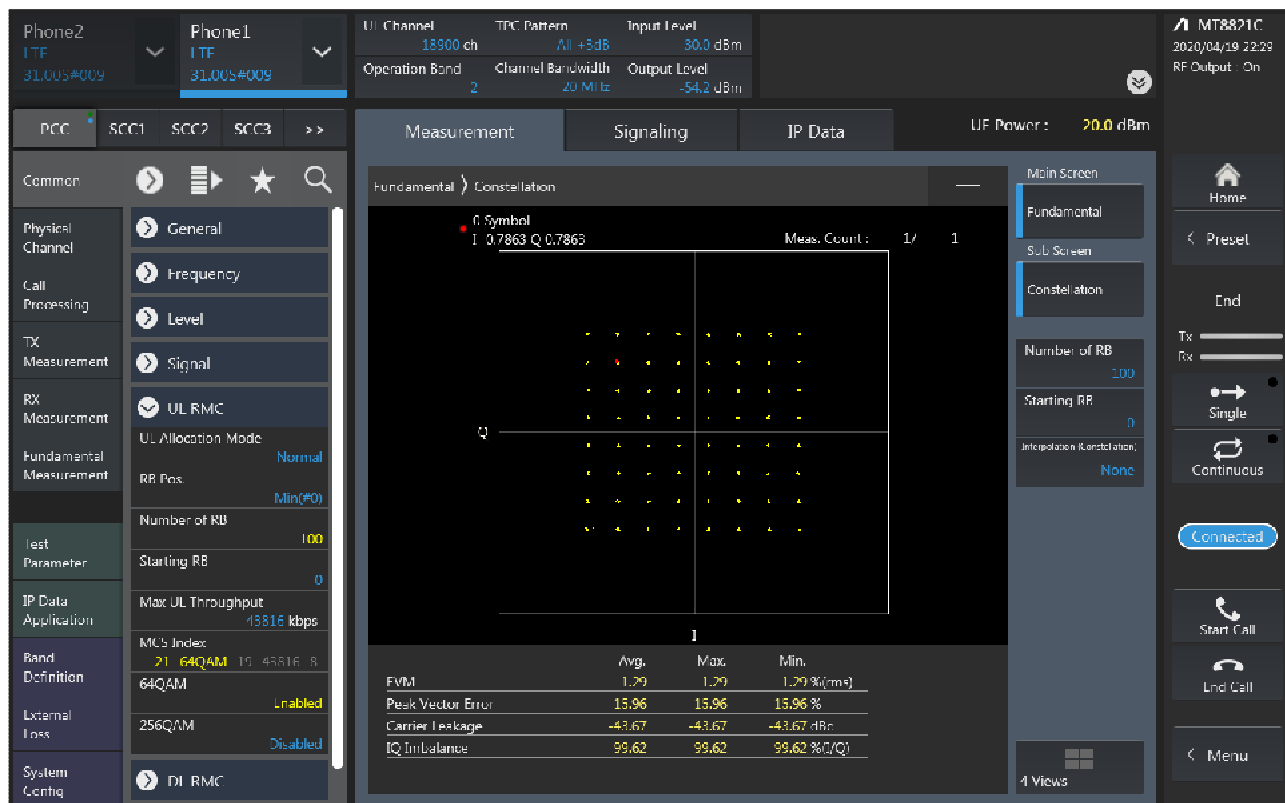 Phone2
LTE
31.005#009
Phone1
LTE
31.005#009
UL Channel
18900 ch
TPC Pattern
All +3dB
Input Level
30.0 dBm
Operation Band
2
Channel Bandwidth
20 MHz
Output Level
-54.2 dBm
MT8821C
2020/04/19 22:29
RF Output : On
PCC
SCC1
SCC2
SCC3
>>
Measurement
Signaling
IP Data
UE Power :
20.0 dBm
Common
Physical
Channel
Call
Processing
TX
Measurement
RX
Measurement
Fundamental
Measurement
Test
Parameter
IP Data
Application
Band
Definition
External
Loss
System
Config
General
Frequency
Level
Signal
UL RMC
UL Allocation Mode
Normal
RB Pos.
Min(#0)
Number of RB
100
Starting RB
0
Max UL Throughput
43816 kbps
MCS Index
21 64QAM 19 43816 8
64QAM
Enabled
256QAM
Disabled
DL RMC
Fundamental ⟩ Constellation
0 Symbol
I 0.7863 Q 0.7863
Meas. Count : 1/ 1
Q
I
Avg. Max. Min.
EVM 1.29 1.29 1.29 %(rms)
Peak Vector Error 15.96 15.96 15.96 %
Carrier Leakage -43.67 -43.67 -43.67 dBc
IQ Imbalance 99.62 99.62 99.62 %(I/Q)
Main Screen
Fundamental
Sub Screen
Constellation
Number of RB
100
Starting RB
0
Interpolation (Constellation)
None
4 Views
Home
< Preset
End
Tx
Rx
Single
Continuous
Connected
Start Call
End Call
< Menu